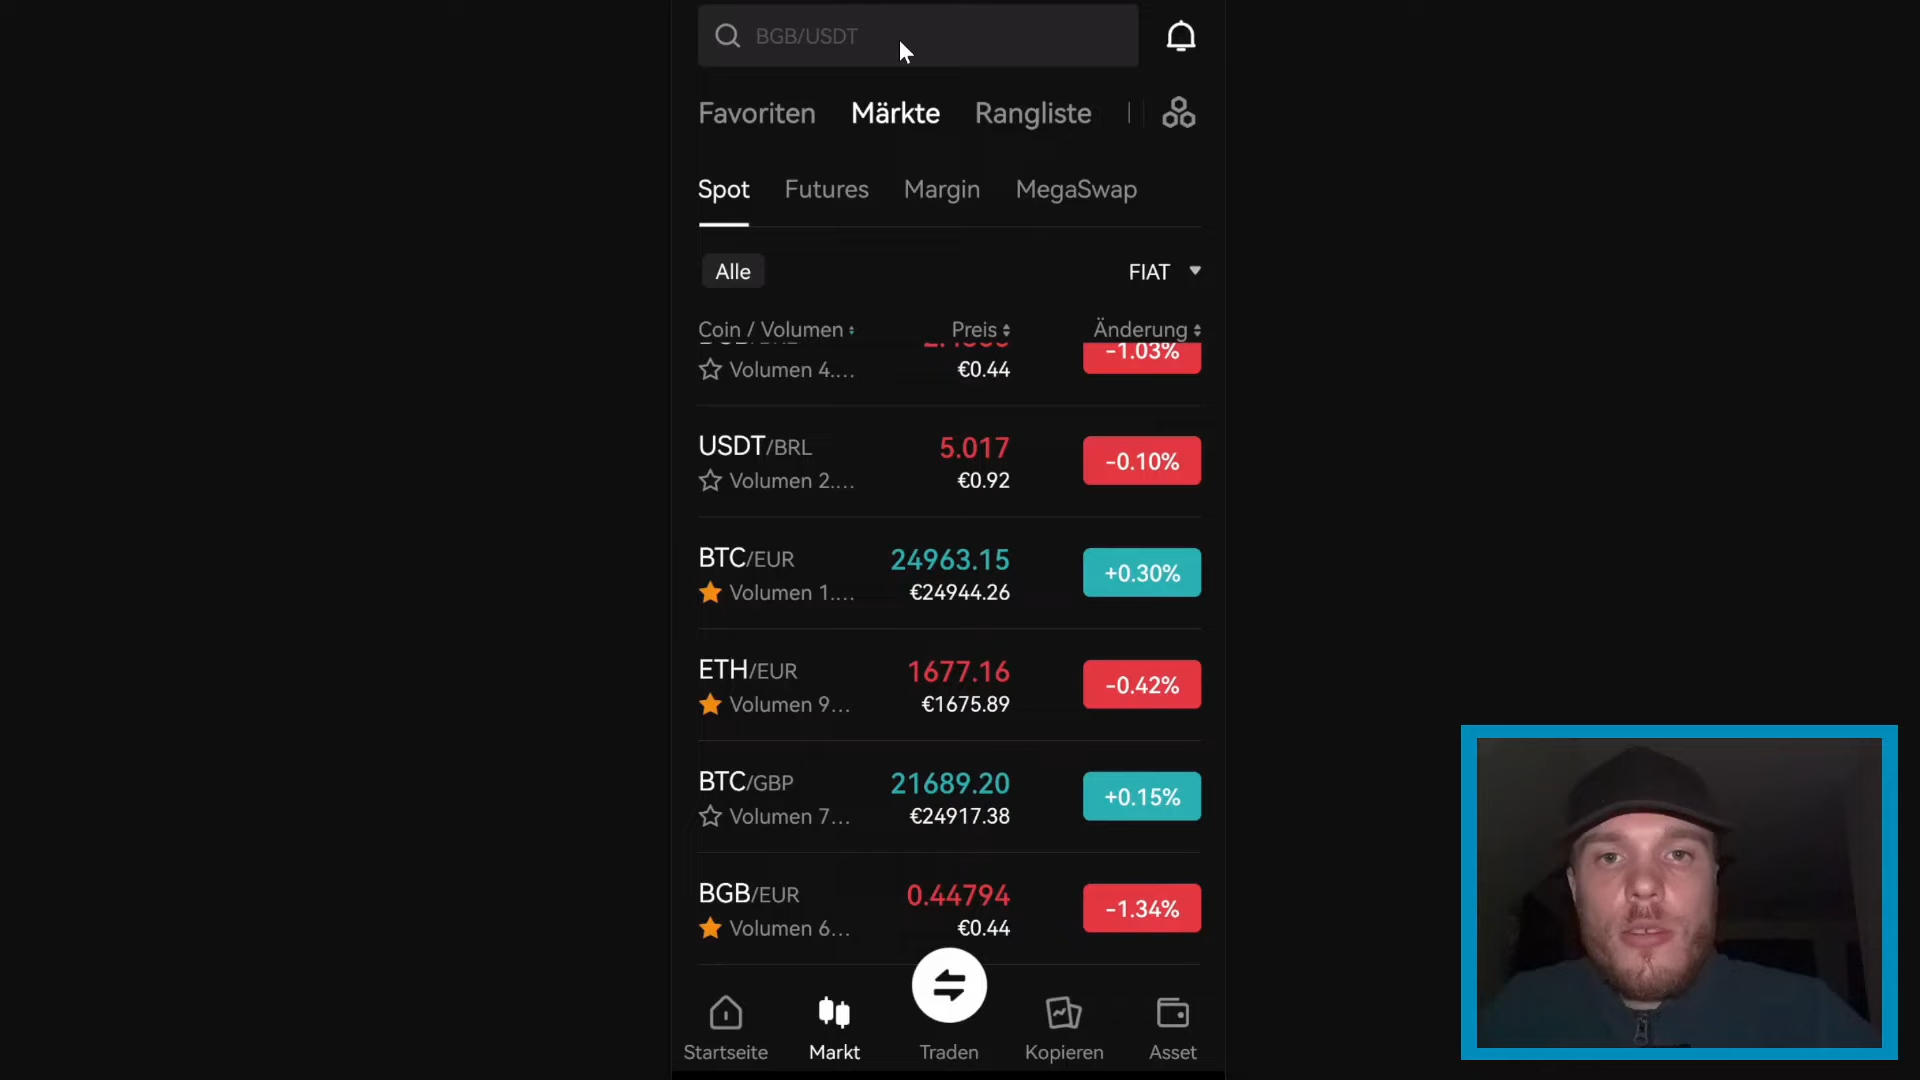 BGB/USDT
Favoriten Märkte Rangliste
Spot Futures Margin MegaSwap
Alle FIAT
Coin / Volumen Preis Änderung
-1.03%
Volumen 4.... €0.44
USDT/BRL 5.017 -0.10%
Volumen 2.... €0.92
BTC/EUR 24963.15 +0.30%
Volumen 1.... €24944.26
ETH/EUR 1677.16 -0.42%
Volumen 9... €1675.89
BTC/GBP 21689.20 +0.15%
Volumen 7... €24917.38
BGB/EUR 0.44794 -1.34%
Volumen 6... €0.44
Startseite Markt Traden Kopieren Asset